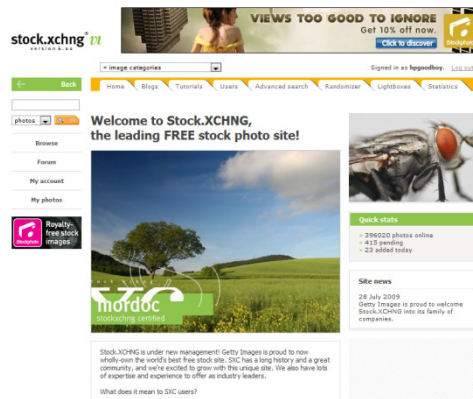 VIEWS TOO GOOD TO IGNORE
Get 10% off now.
Click to discover
iStockphoto
stock.xchng vi
+ image categories
Signed in as hpgoodboy. Log out
← Back
Home Blogs Tutorials Users Advanced search Randomizer Lightboxes Statistics
photos
Browse
Forum
My account
My photos
iStockphoto
Royalty-free stock images
Welcome to Stock.XCHNG,
the leading FREE stock photo site!
mordoc
stockxchng certified
Quick stats
396020 photos online
415 pending
23 added today
Site news
28 July 2009
Getty Images is proud to welcome
Stock.XCHNG into its family of
companies.
Stock.XCHNG is under new management! Getty Images is proud to now
wholly-own the world's best free stock site. SXC has a long history and a great
community, and we're excited to grow with this unique site. We also have lots
of expertise and experience to offer as industry leaders.
What does it mean to SXC users?